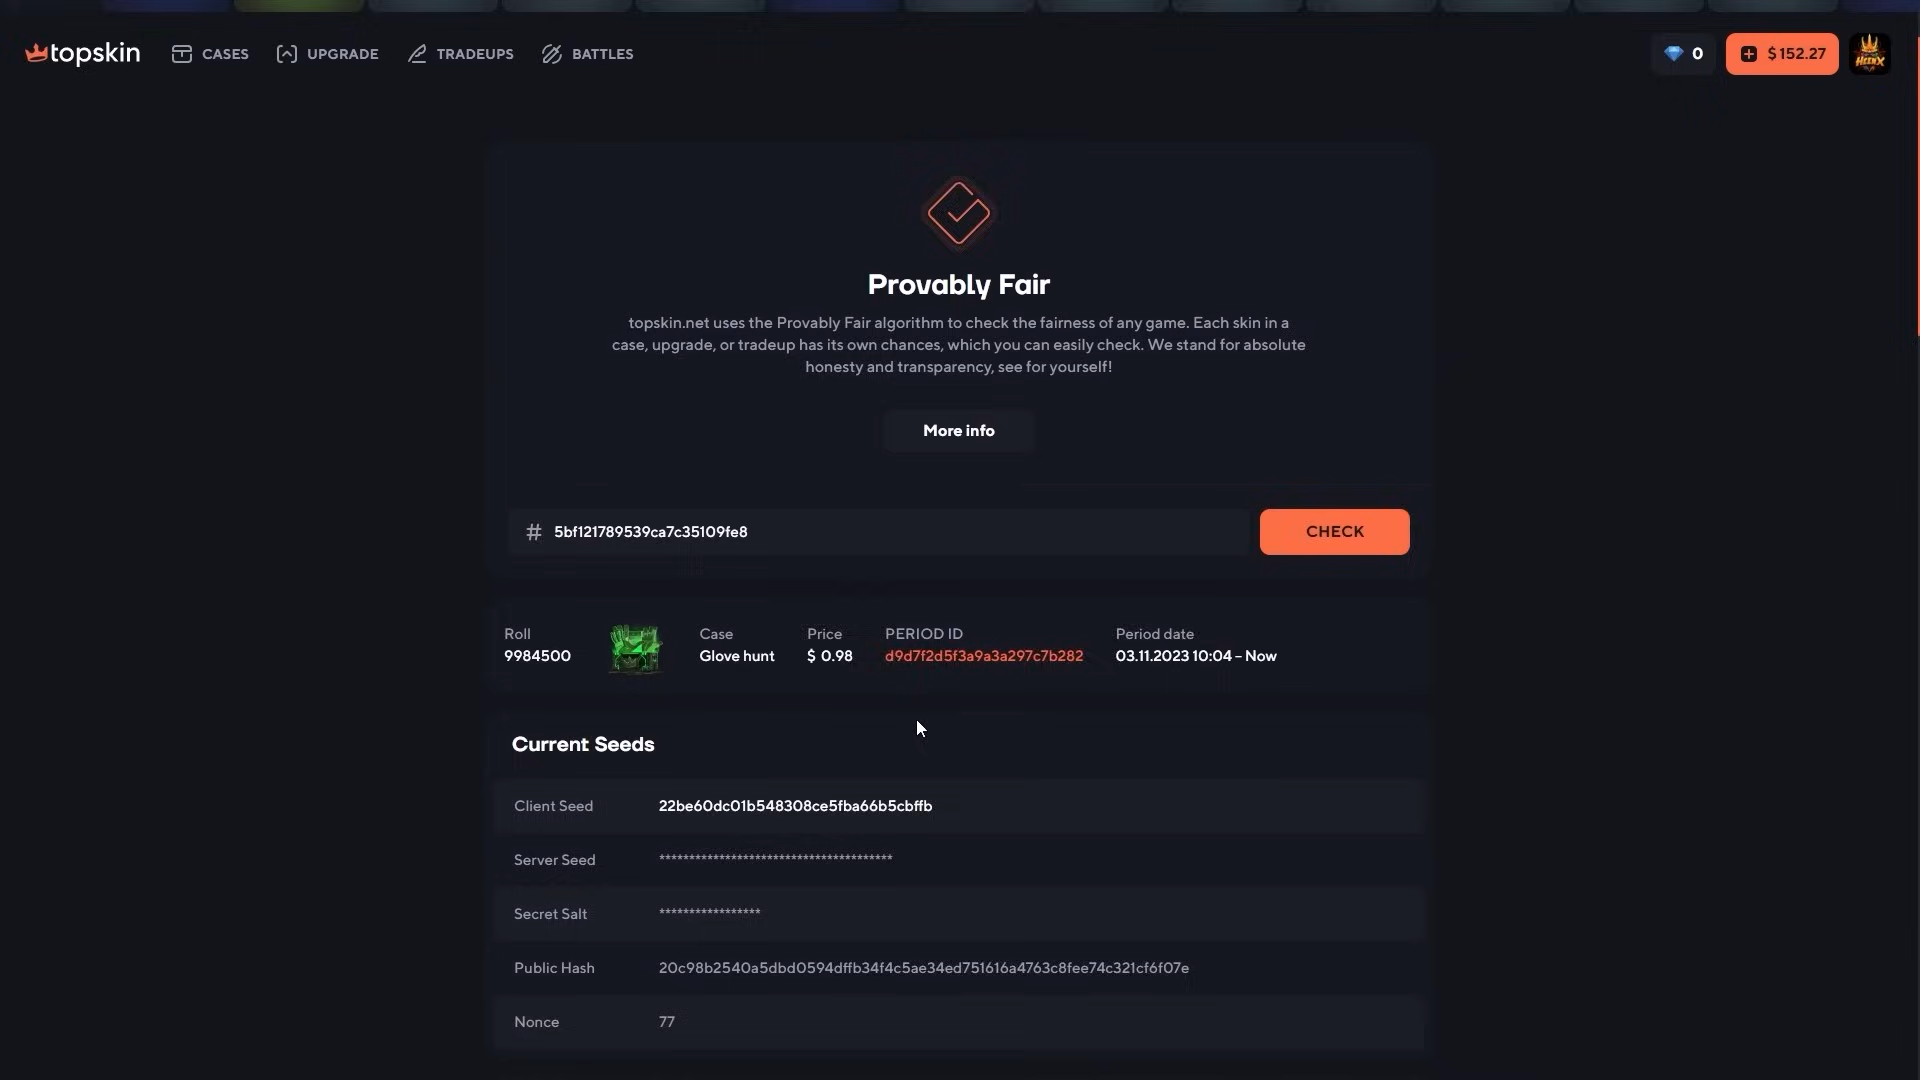 topskin CASES UPGRADE TRADEUPS BATTLES 0 $ 152.27
HEENX
Provably Fair
topskin.net uses the Provably Fair algorithm to check the fairness of any game. Each skin in a
case, upgrade, or tradeup has its own chances, which you can easily check. We stand for absolute
honesty and transparency, see for yourself!
More info
# 5bf121789539ca7c35109fe8 CHECK
Roll Case Price PERIOD ID Period date
9984500 Glove hunt $ 0.98 d9d7f2d5f3a9a3a297c7b282 03.11.2023 10:04 – Now
Current Seeds
Client Seed 22be60dc01b548308ce5fba66b5cbffb
Server Seed ****************************************
Secret Salt *****************
Public Hash 20c98b2540a5dbd0594dffb34f4c5ae34ed751616a4763c8fee74c321cf6f07e
Nonce 77